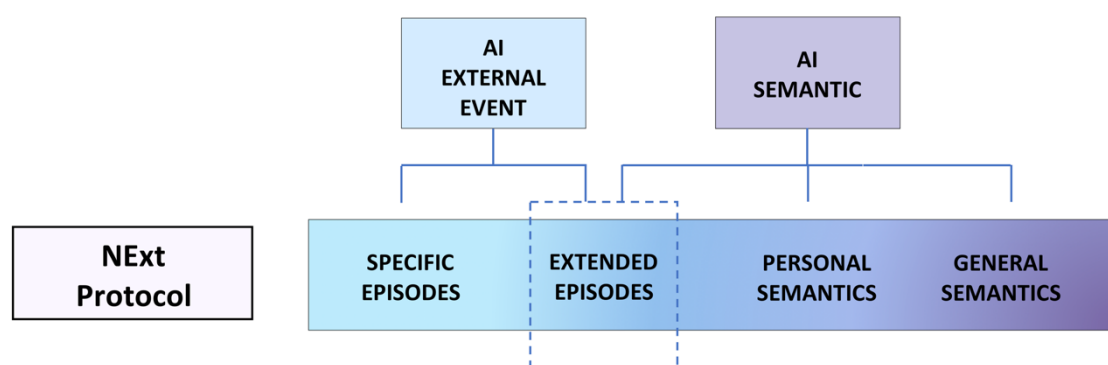 AI
EXTERNAL
EVENT
AI
SEMANTIC
NExt
Protocol
SPECIFIC
EPISODES
EXTENDED
EPISODES
PERSONAL
SEMANTICS
GENERAL
SEMANTICS